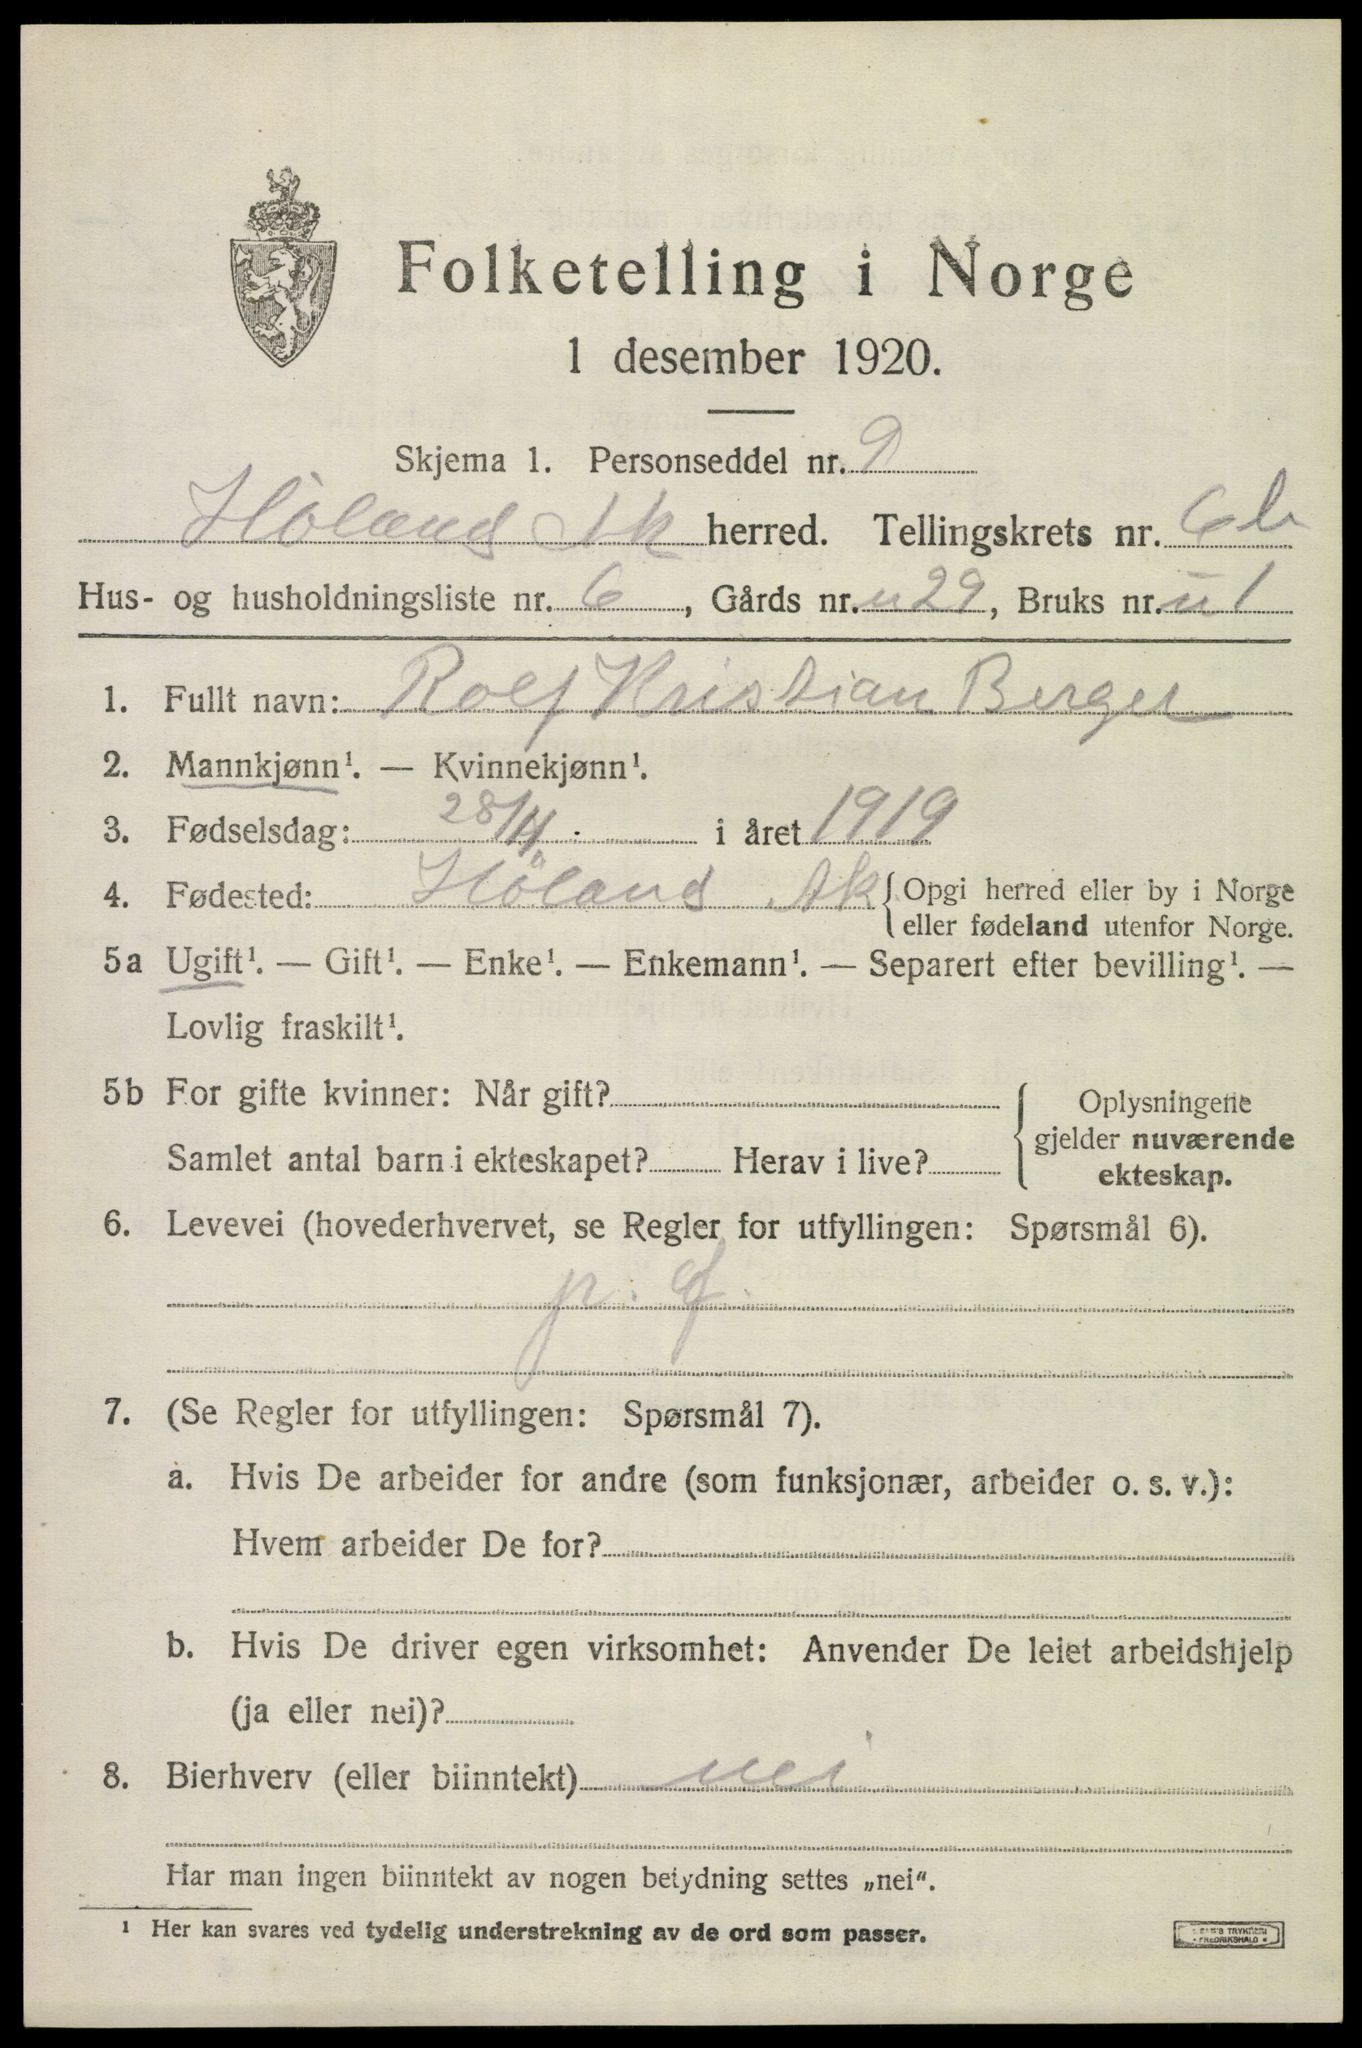 Folketelling i Norge
1 desember 1920.
Skjema 1. Personseddel nr. 9
Høland Ak herred. Tellingskrets nr. 6b
Hus- og husholdningsliste nr. 6, Gårds nr. u 29, Bruks nr. u 1
1. Fullt navn: Rolf Kristian Berger
2. Mannkjønn¹. — Kvinnekjønn¹.
3. Fødselsdag: 28/11. i året 1919
4. Fødested: Høland Ak {Opgi herred eller by i Norge
eller fødeland utenfor Norge.
5a Ugift¹. — Gift¹. — Enke¹. — Enkemann¹. — Separert efter bevilling¹. —
Lovlig fraskilt¹.
5b For gifte kvinner: Når gift? Oplysningene
gjelder nuværende
Samlet antal barn i ekteskapet? Herav i live?
ekteskap.
6. Levevei (hovederhvervet, se Regler for utfyllingen: Spørsmål 6).
p. f.
7. (Se Regler for utfyllingen: Spørsmål 7).
a. Hvis De arbeider for andre (som funksjonær, arbeider o. s. v.):
Hvem arbeider De for?
b. Hvis De driver egen virksomhet: Anvender De leiet arbeidshjelp
(ja eller nei)?
8. Bierhverv (eller biinntekt) nei
Har man ingen biinntekt av nogen betydning settes „nei“.
¹ Her kan svares ved tydelig understrekning av de ord som passer.
TRYKKERI
FREDRIKSHALD